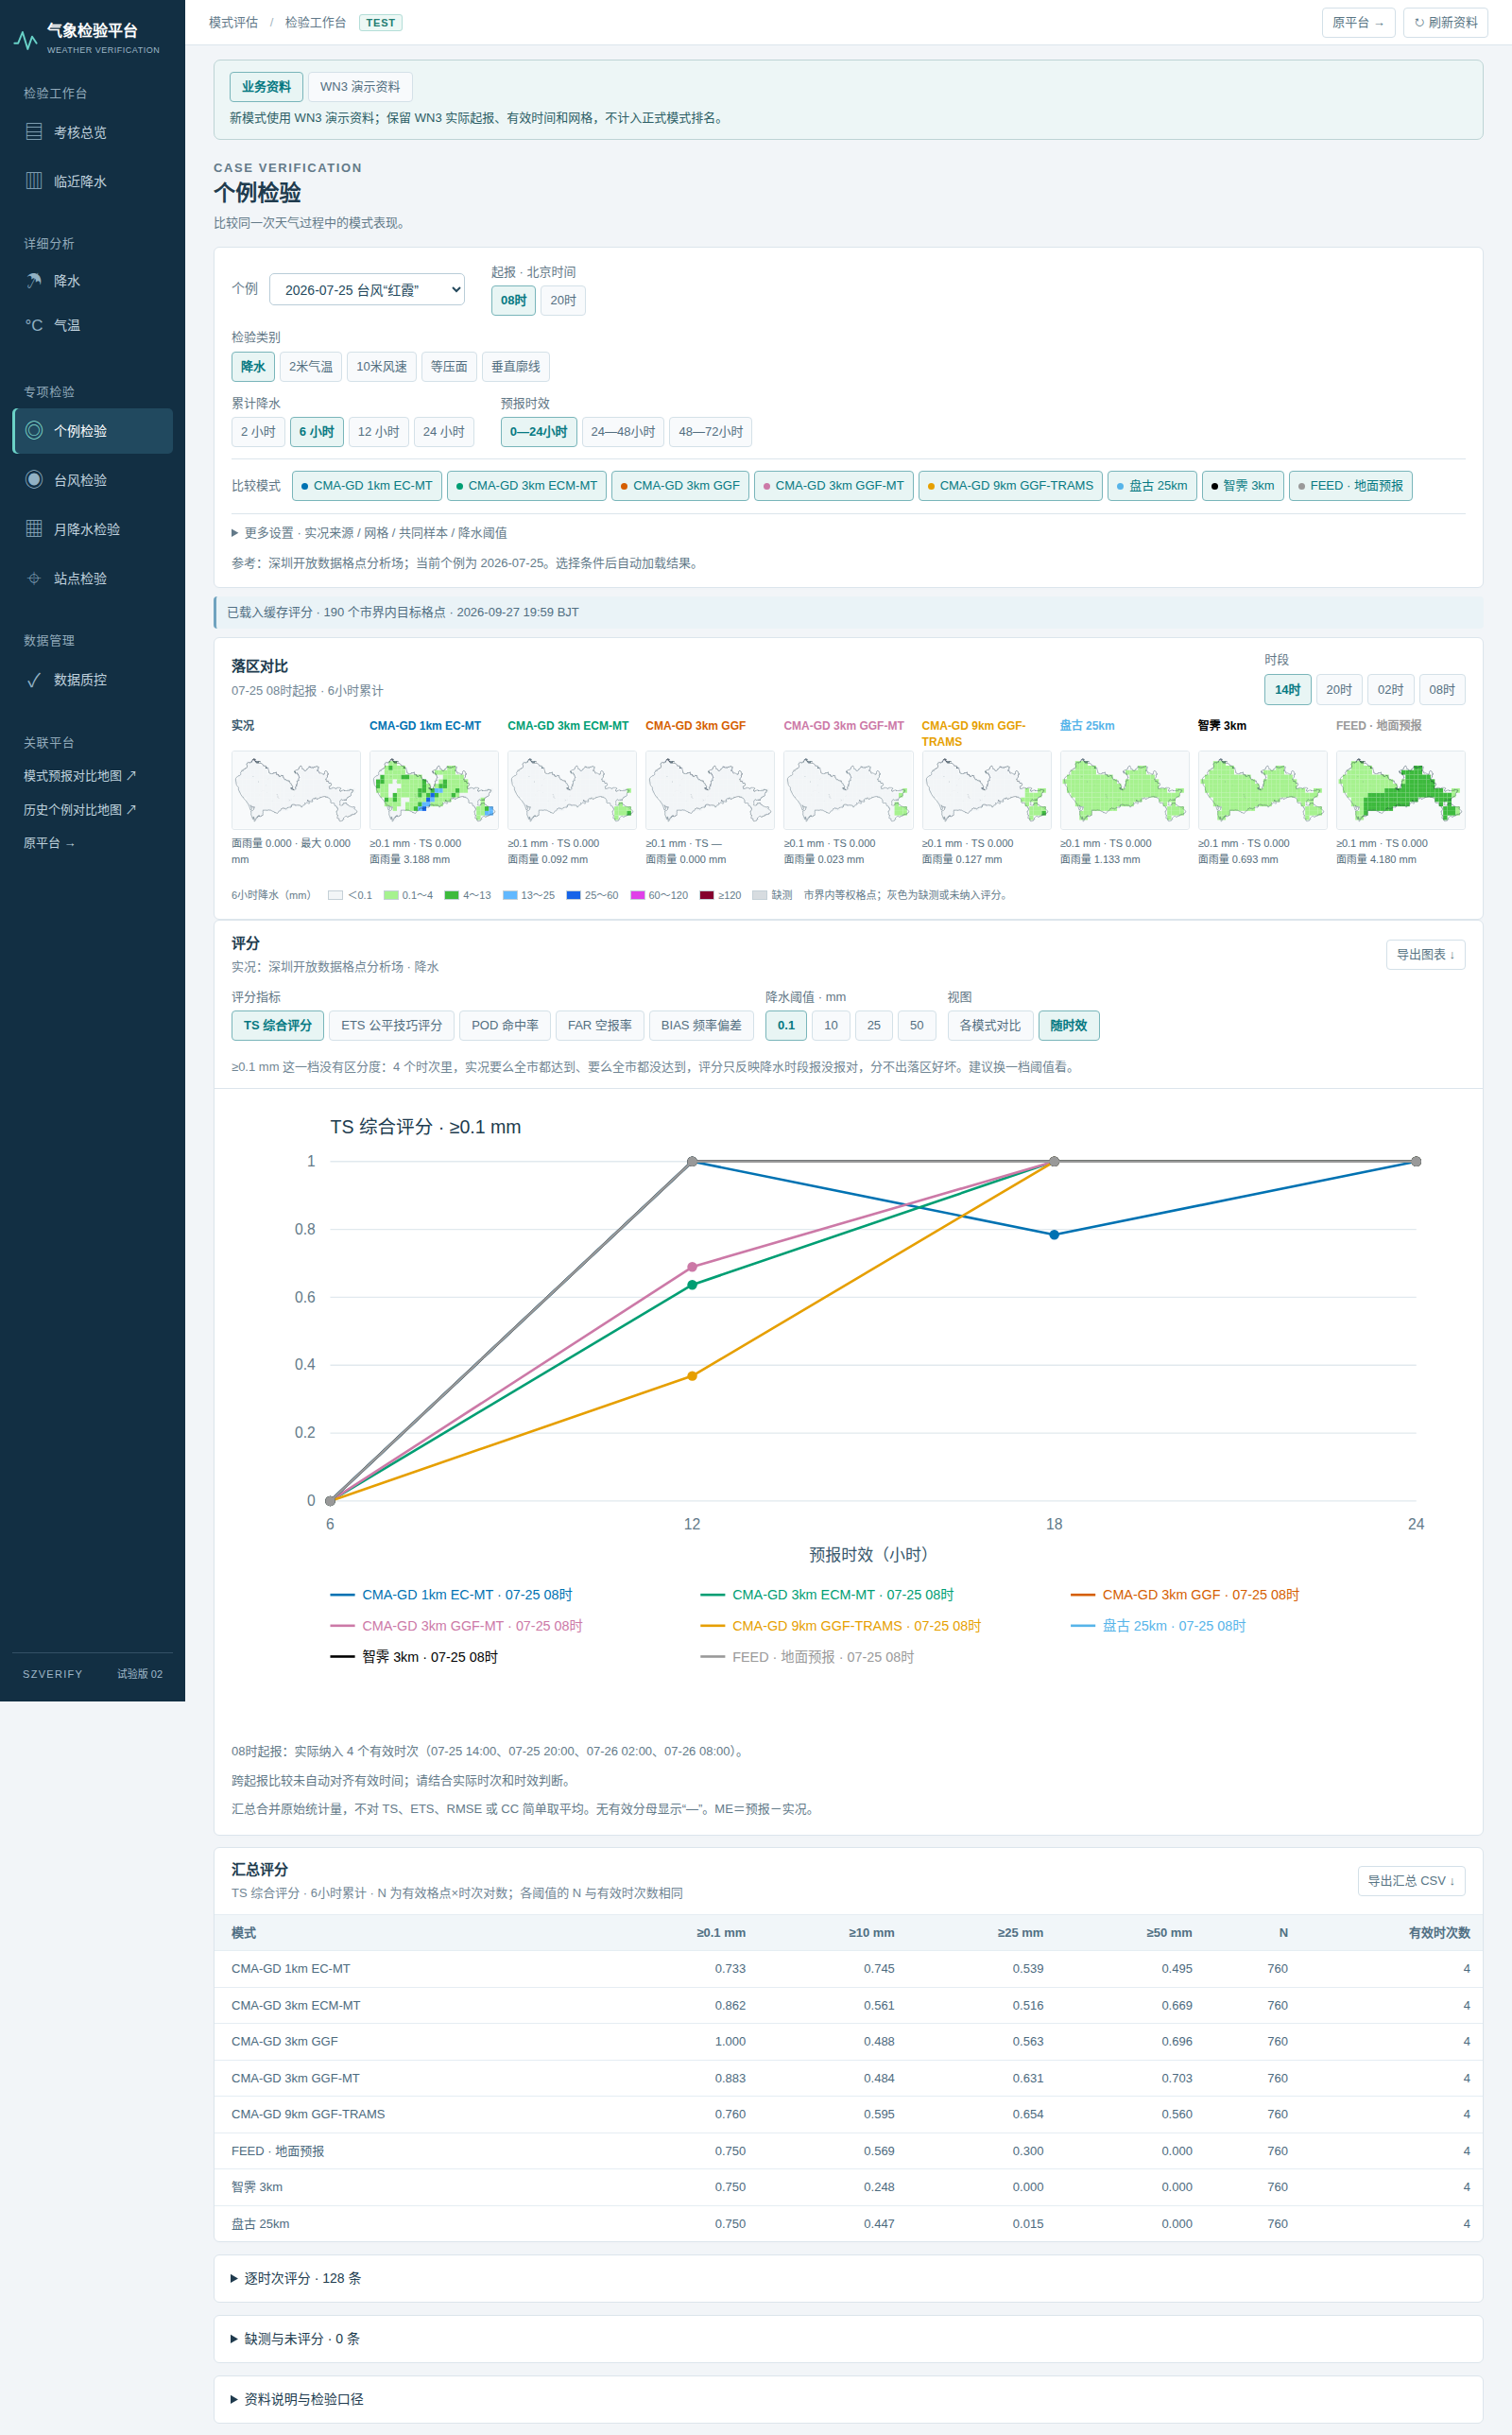 气象检验平台
WEATHER VERIFICATION
检验工作台
考核总览
临近降水
详细分析
降水
°C 气温
专项检验
个例检验
台风检验
月降水检验
站点检验
数据管理
数据质控
关联平台
模式预报对比地图 ↗
历史个例对比地图 ↗
原平台 →
SZVERIFY 试验版 02
模式评估 / 检验工作台 TEST
原平台 → ↻ 刷新资料
业务资料 WN3 演示资料
新模式使用 WN3 演示资料；保留 WN3 实际起报、有效时间和网格，不计入正式模式排名。
CASE VERIFICATION
个例检验
比较同一次天气过程中的模式表现。
起报 · 北京时间
个例 2026-07-25 台风“红霞” 08时 20时
检验类别
降水 2米气温 10米风速 等压面 垂直廓线
累计降水 预报时效
2 小时 6 小时 12 小时 24 小时 0—24小时 24—48小时 48—72小时
比较模式 CMA-GD 1km EC-MT CMA-GD 3km ECM-MT CMA-GD 3km GGF CMA-GD 3km GGF-MT CMA-GD 9km GGF-TRAMS 盘古 25km 智霁 3km FEED · 地面预报
▶ 更多设置 · 实况来源 / 网格 / 共同样本 / 降水阈值
参考：深圳开放数据格点分析场；当前个例为 2026-07-25。选择条件后自动加载结果。
已载入缓存评分 · 190 个市界内目标格点 · 2026-09-27 19:59 BJT
落区对比 时段
07-25 08时起报 · 6小时累计 14时 20时 02时 08时
实况 CMA-GD 1km EC-MT CMA-GD 3km ECM-MT CMA-GD 3km GGF CMA-GD 3km GGF-MT CMA-GD 9km GGF-TRAMS 盘古 25km 智霁 3km FEED · 地面预报
面雨量 0.000 · 最大 0.000 mm
≥0.1 mm · TS 0.000
面雨量 3.188 mm
≥0.1 mm · TS 0.000
面雨量 0.092 mm
≥0.1 mm · TS —
面雨量 0.000 mm
≥0.1 mm · TS 0.000
面雨量 0.023 mm
≥0.1 mm · TS 0.000
面雨量 0.127 mm
≥0.1 mm · TS 0.000
面雨量 1.133 mm
≥0.1 mm · TS 0.000
面雨量 0.693 mm
≥0.1 mm · TS 0.000
面雨量 4.180 mm
6小时降水（mm） ＜0.1 0.1～4 4～13 13～25 25～60 60～120 ≥120 缺测 市界内等权格点；灰色为缺测或未纳入评分。
评分
实况：深圳开放数据格点分析场 · 降水 导出图表 ↓
评分指标 降水阈值 · mm 视图
TS 综合评分 ETS 公平技巧评分 POD 命中率 FAR 空报率 BIAS 频率偏差 0.1 10 25 50 各模式对比 随时效
≥0.1 mm 这一档没有区分度：4 个时次里，实况要么全市都达到、要么全市都没达到，评分只反映降水时段报没报对，分不出落区好坏。建议换一档阈值看。
TS 综合评分 · ≥0.1 mm
1
0.8
0.6
0.4
0.2
0
6 12 18 24
预报时效（小时）
CMA-GD 1km EC-MT · 07-25 08时 CMA-GD 3km ECM-MT · 07-25 08时 CMA-GD 3km GGF · 07-25 08时
CMA-GD 3km GGF-MT · 07-25 08时 CMA-GD 9km GGF-TRAMS · 07-25 08时 盘古 25km · 07-25 08时
智霁 3km · 07-25 08时 FEED · 地面预报 · 07-25 08时
08时起报：实际纳入 4 个有效时次（07-25 14:00、07-25 20:00、07-26 02:00、07-26 08:00）。
跨起报比较未自动对齐有效时间；请结合实际时次和时效判断。
汇总合并原始统计量，不对 TS、ETS、RMSE 或 CC 简单取平均。无有效分母显示“—”。ME＝预报－实况。
汇总评分
TS 综合评分 · 6小时累计 · N 为有效格点×时次对数；各阈值的 N 与有效时次数相同 导出汇总 CSV ↓
模式 ≥0.1 mm ≥10 mm ≥25 mm ≥50 mm N 有效时次数
CMA-GD 1km EC-MT 0.733 0.745 0.539 0.495 760 4
CMA-GD 3km ECM-MT 0.862 0.561 0.516 0.669 760 4
CMA-GD 3km GGF 1.000 0.488 0.563 0.696 760 4
CMA-GD 3km GGF-MT 0.883 0.484 0.631 0.703 760 4
CMA-GD 9km GGF-TRAMS 0.760 0.595 0.654 0.560 760 4
FEED · 地面预报 0.750 0.569 0.300 0.000 760 4
智霁 3km 0.750 0.248 0.000 0.000 760 4
盘古 25km 0.750 0.447 0.015 0.000 760 4
▶ 逐时次评分 · 128 条
▶ 缺测与未评分 · 0 条
▶ 资料说明与检验口径